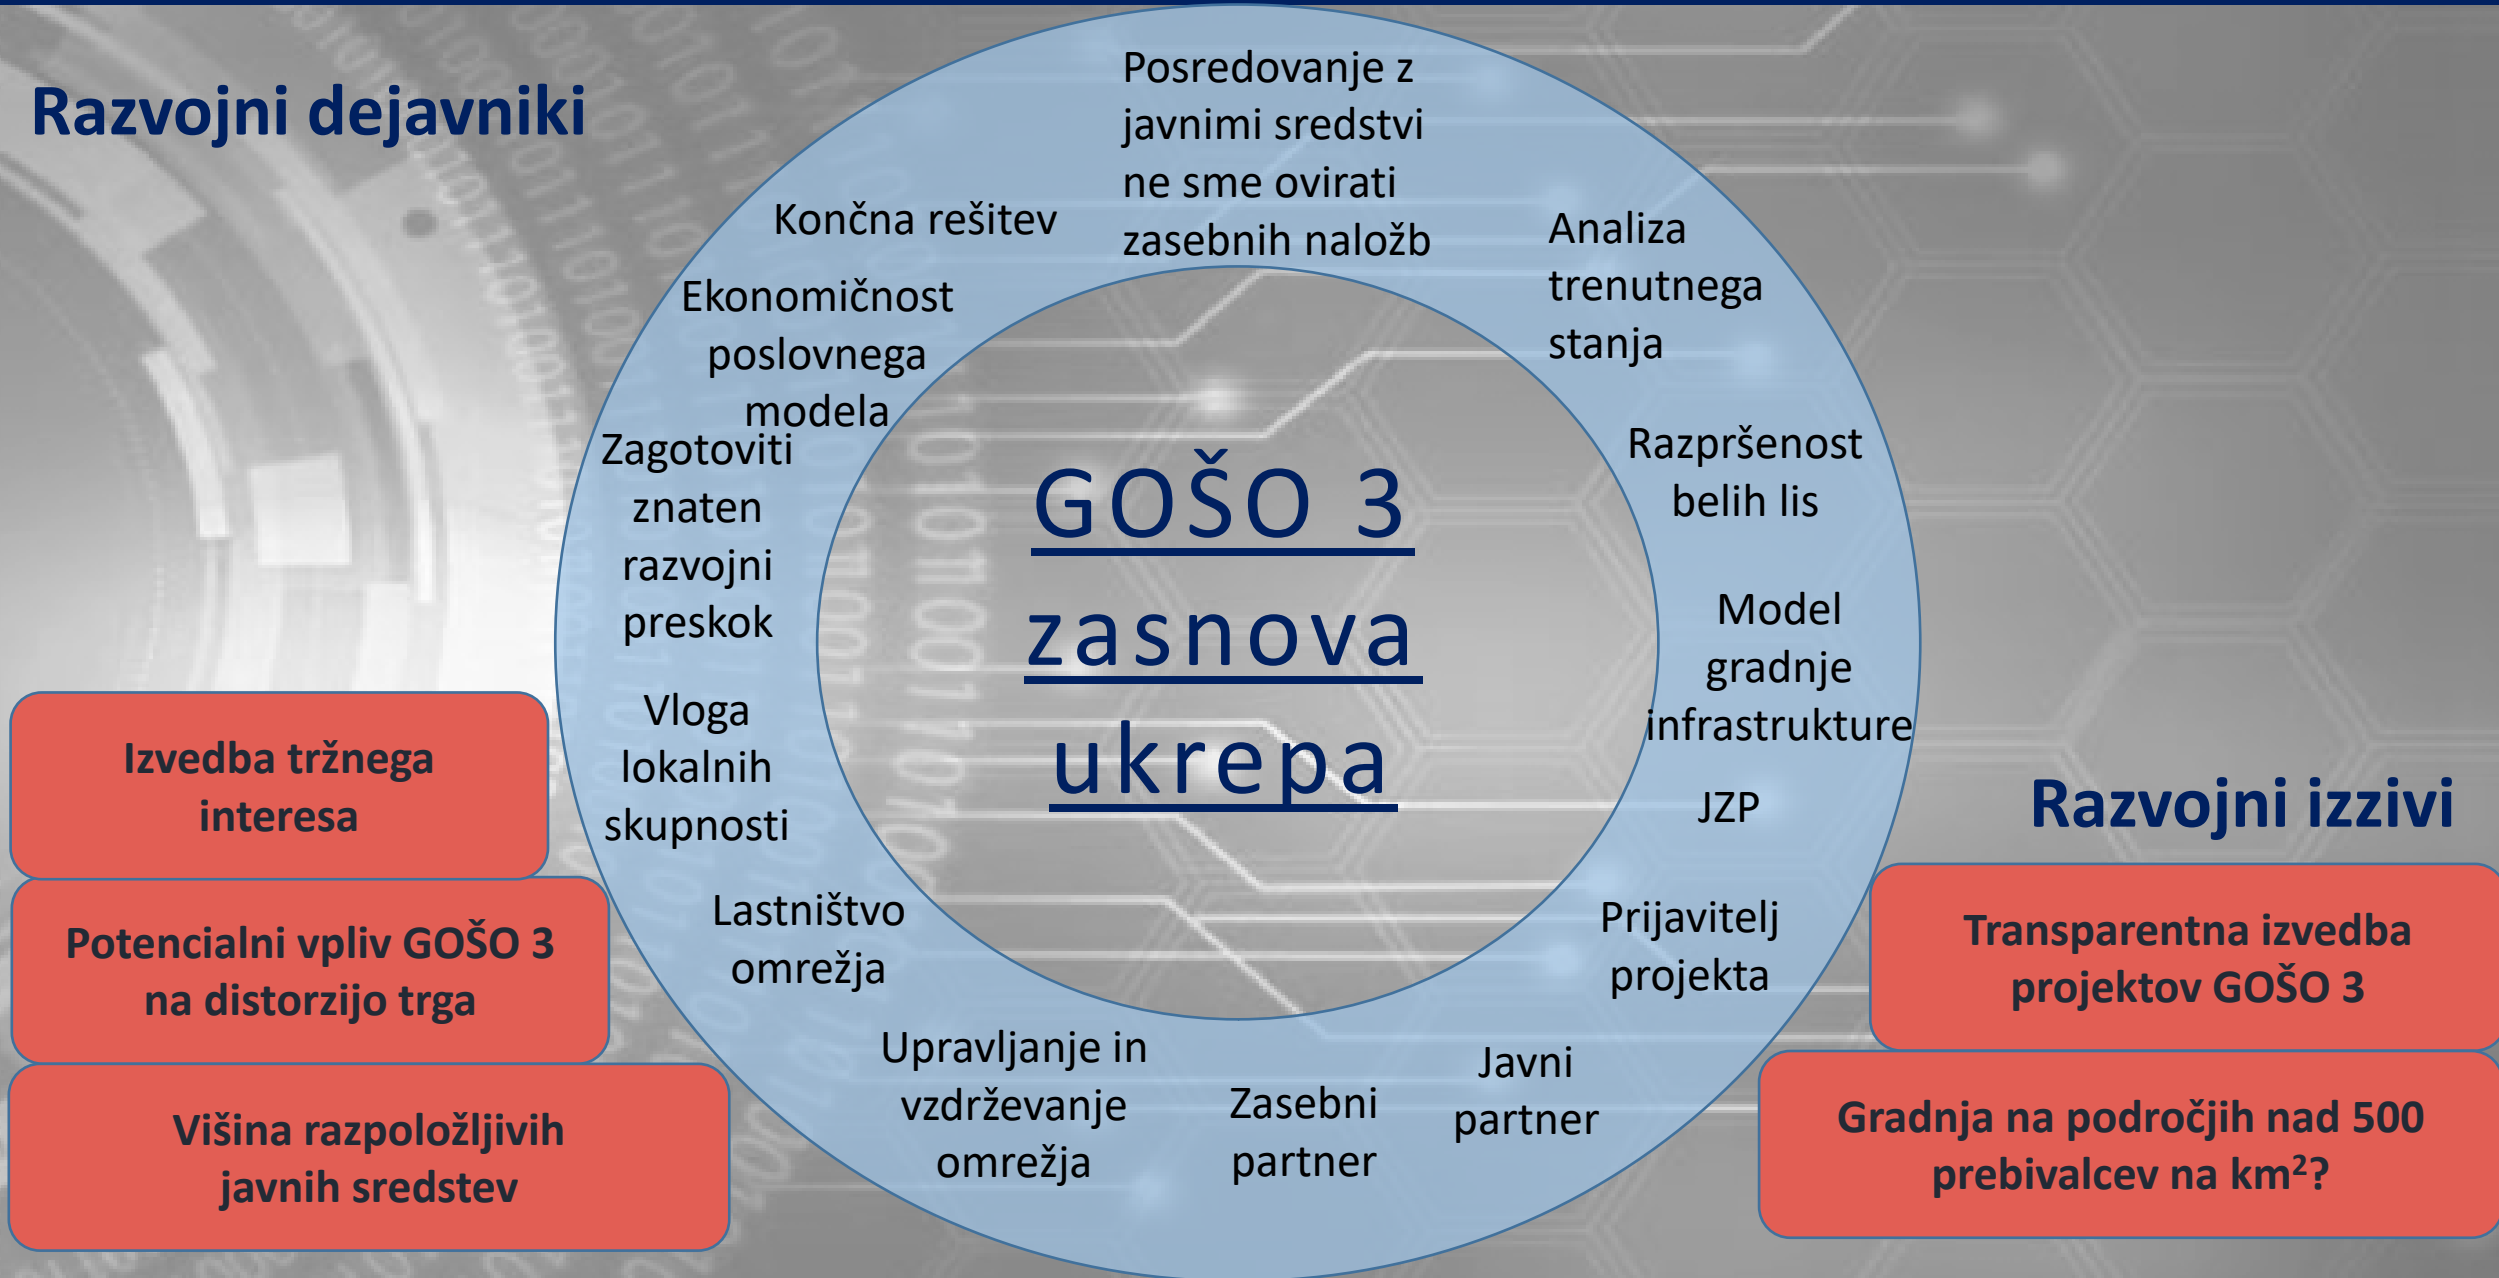 Razvojni dejavniki
Posredovanje z
javnimi sredstvi
ne sme ovirati
zasebnih naložb
Analiza
trenutnega
stanja
Razpršenost
belih lis
Model
gradnje
infrastrukture
JZP
Prijavitelj
projekta
Javni
partner
Zasebni
partner
Upravljanje in
vzdrževanje
omrežja
Lastništvo
omrežja
Vloga
lokalnih
skupnosti
Zagotoviti
znaten
razvojni
preskok
Ekonomičnost
poslovnega
modela
Končna rešitev
GOŠO 3
zasnova
ukrepa
Izvedba tržnega
interesa
Potencialni vpliv GOŠO 3
na distorzijo trga
Višina razpoložljivih
javnih sredstev
Razvojni izzivi
Transparentna izvedba
projektov GOŠO 3
Gradnja na področjih nad 500
prebivalcev na km²?